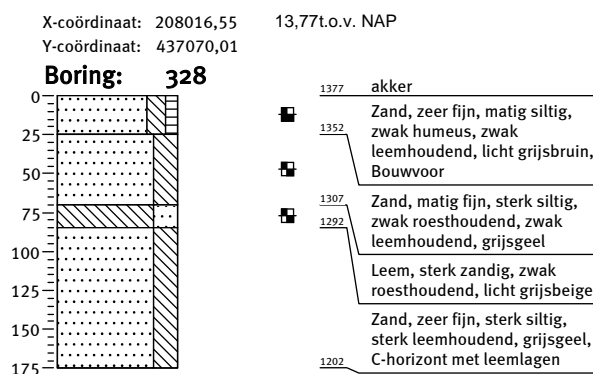 X-coördinaat: 208016,55 13,77t.o.v. NAP
Y-coördinaat: 437070,01
Boring: 328
0
25
50
75
100
125
150
175
1377 akker
Zand, zeer fijn, matig siltig,
1352 zwak humeus, zwak
leemhoudend, licht grijsbruin,
Bouwvoor
1307 Zand, matig fijn, sterk siltig,
1292 zwak roesthoudend, zwak
leemhoudend, grijsgeel
Leem, sterk zandig, zwak
roesthoudend, licht grijsbeige
Zand, zeer fijn, sterk siltig,
sterk leemhoudend, grijsgeel,
1202 C-horizont met leemlagen